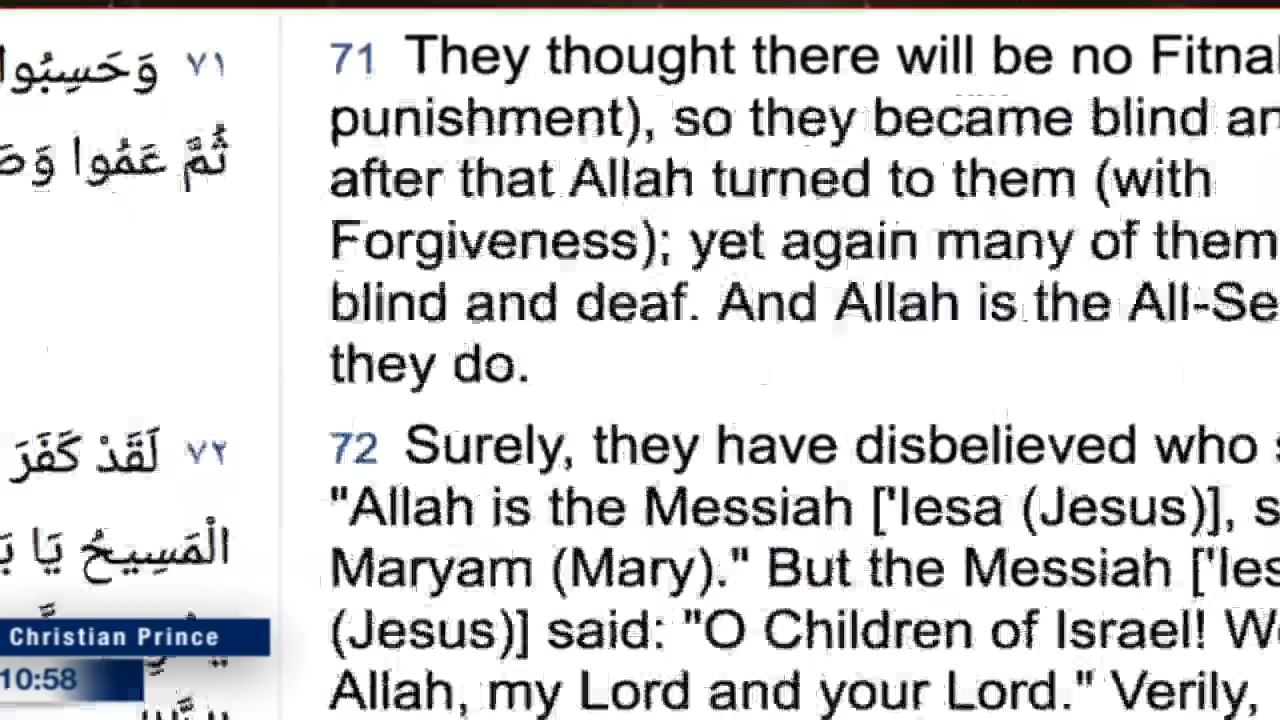 71 They thought there will be no
punishment), so they became blind
after that Allah turned to them (with
Forgiveness); yet again many of them
blind and deaf. And Allah is the
they do.
72 Surely, they have disbelieved who
"Allah is the Messiah ['Iesa (Jesus)],
Maryam (Mary)." But the Messiah
(Jesus)] said: "O Children of Israel!
Allah, my Lord and your Lord." Verily,
٧١ وَحَسِبُوا
ثُمَّ عَمُوا
٧٢ لَقَدْ كَفَرَ
الْمَسِيحُ يَا
Christian Prince
10:58